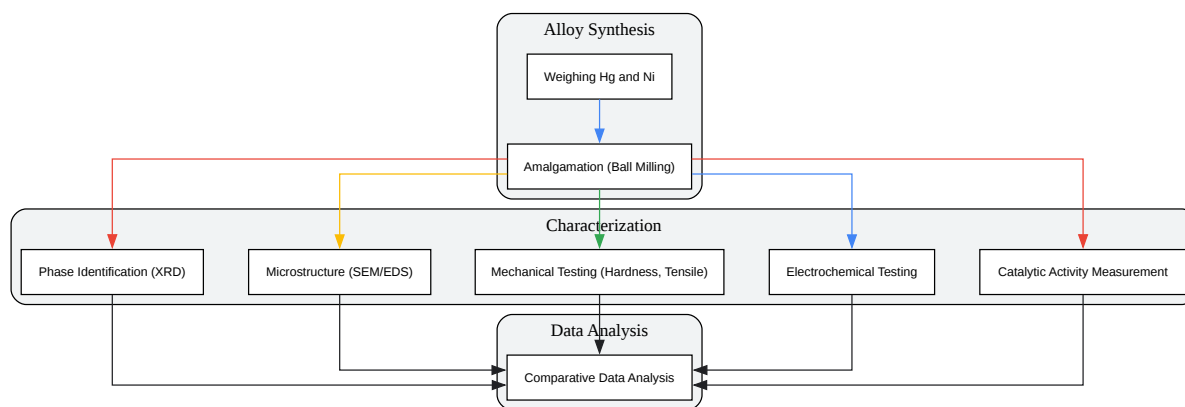 Alloy Synthesis
Weighing Hg and Ni
Amalgamation (Ball Milling)
Characterization
Phase Identification (XRD)
Microstructure (SEM/EDS)
Mechanical Testing (Hardness, Tensile)
Electrochemical Testing
Catalytic Activity Measurement
Data Analysis
Comparative Data Analysis